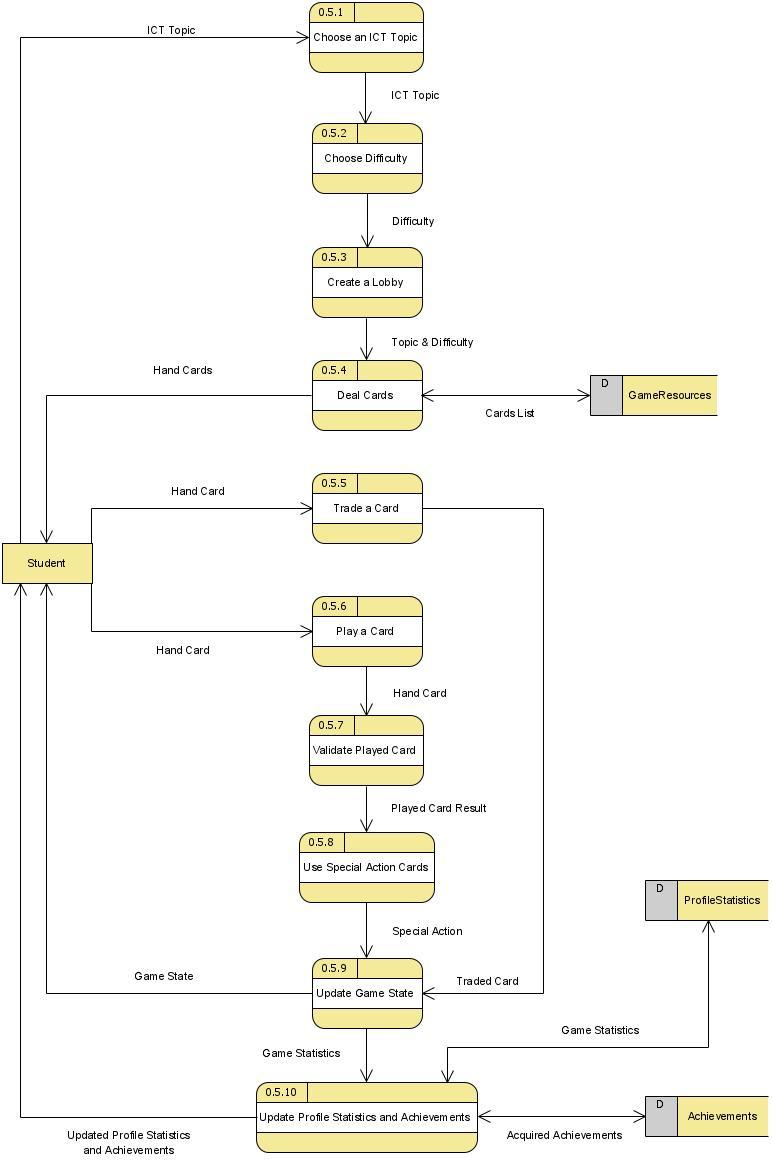 0.5.1
ICT Topic
Choose an ICT Topic
ICT Topic
0.5.2
Choose Difficulty
Difficulty
0.5.3
Create a Lobby
Topic & Difficulty
0.5.4
Hand Cards
D
Deal Cards
GameResources
Cards List
0.5.5
Hand Card
Trade a Card
Student
0.5.6
Play a Card
Hand Card
Hand Card
0.5.7
Validate Played Card
Played Card Result
0.5.8
Use Special Action Cards
D
ProfileStatistics
Special Action
0.5.9
Game State
Traded Card
Update Game State
Game Statistics
Game Statistics
0.5.10
D
Update Profile Statistics and Achievements
Achievements
Updated Profile Statistics
and Achievements
Acquired Achievements